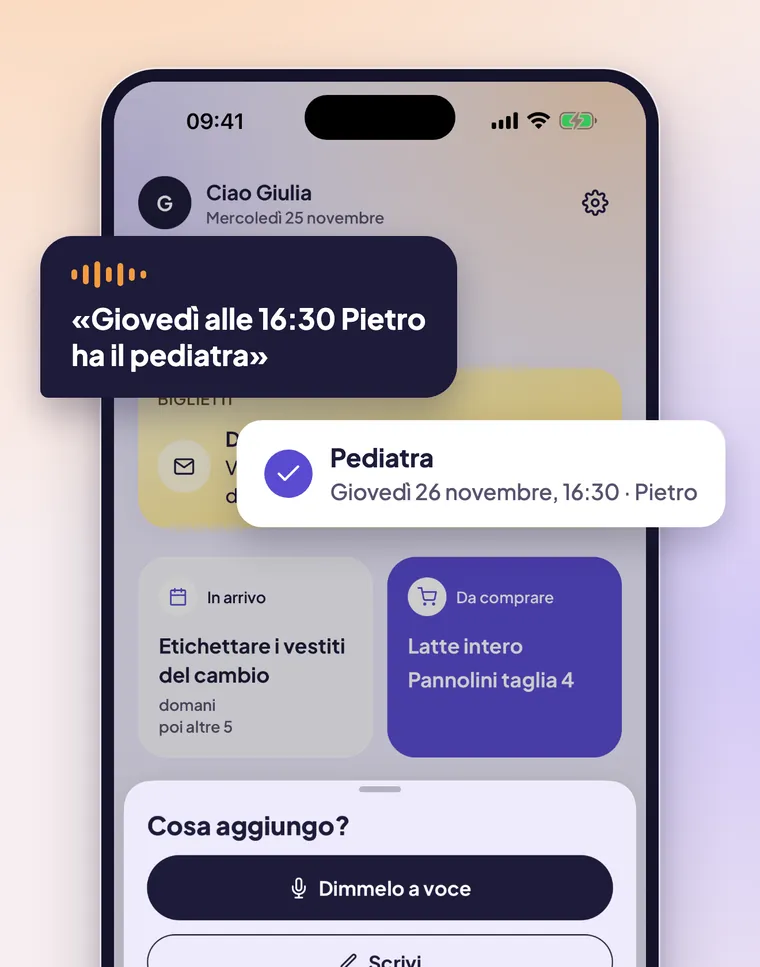 09:41
G
Ciao Giulia
Mercoledì 25 novembre
«Giovedì alle 16:30 Pietro
ha il pediatra»
BIGLIETTI
D
V
d
Pediatra
Giovedì 26 novembre, 16:30 · Pietro
In arrivo
Etichettare i vestiti
del cambio
domani
poi altre 5
Da comprare
Latte intero
Pannolini taglia 4
Cosa aggiungo?
Dimmelo a voce
Scrivi